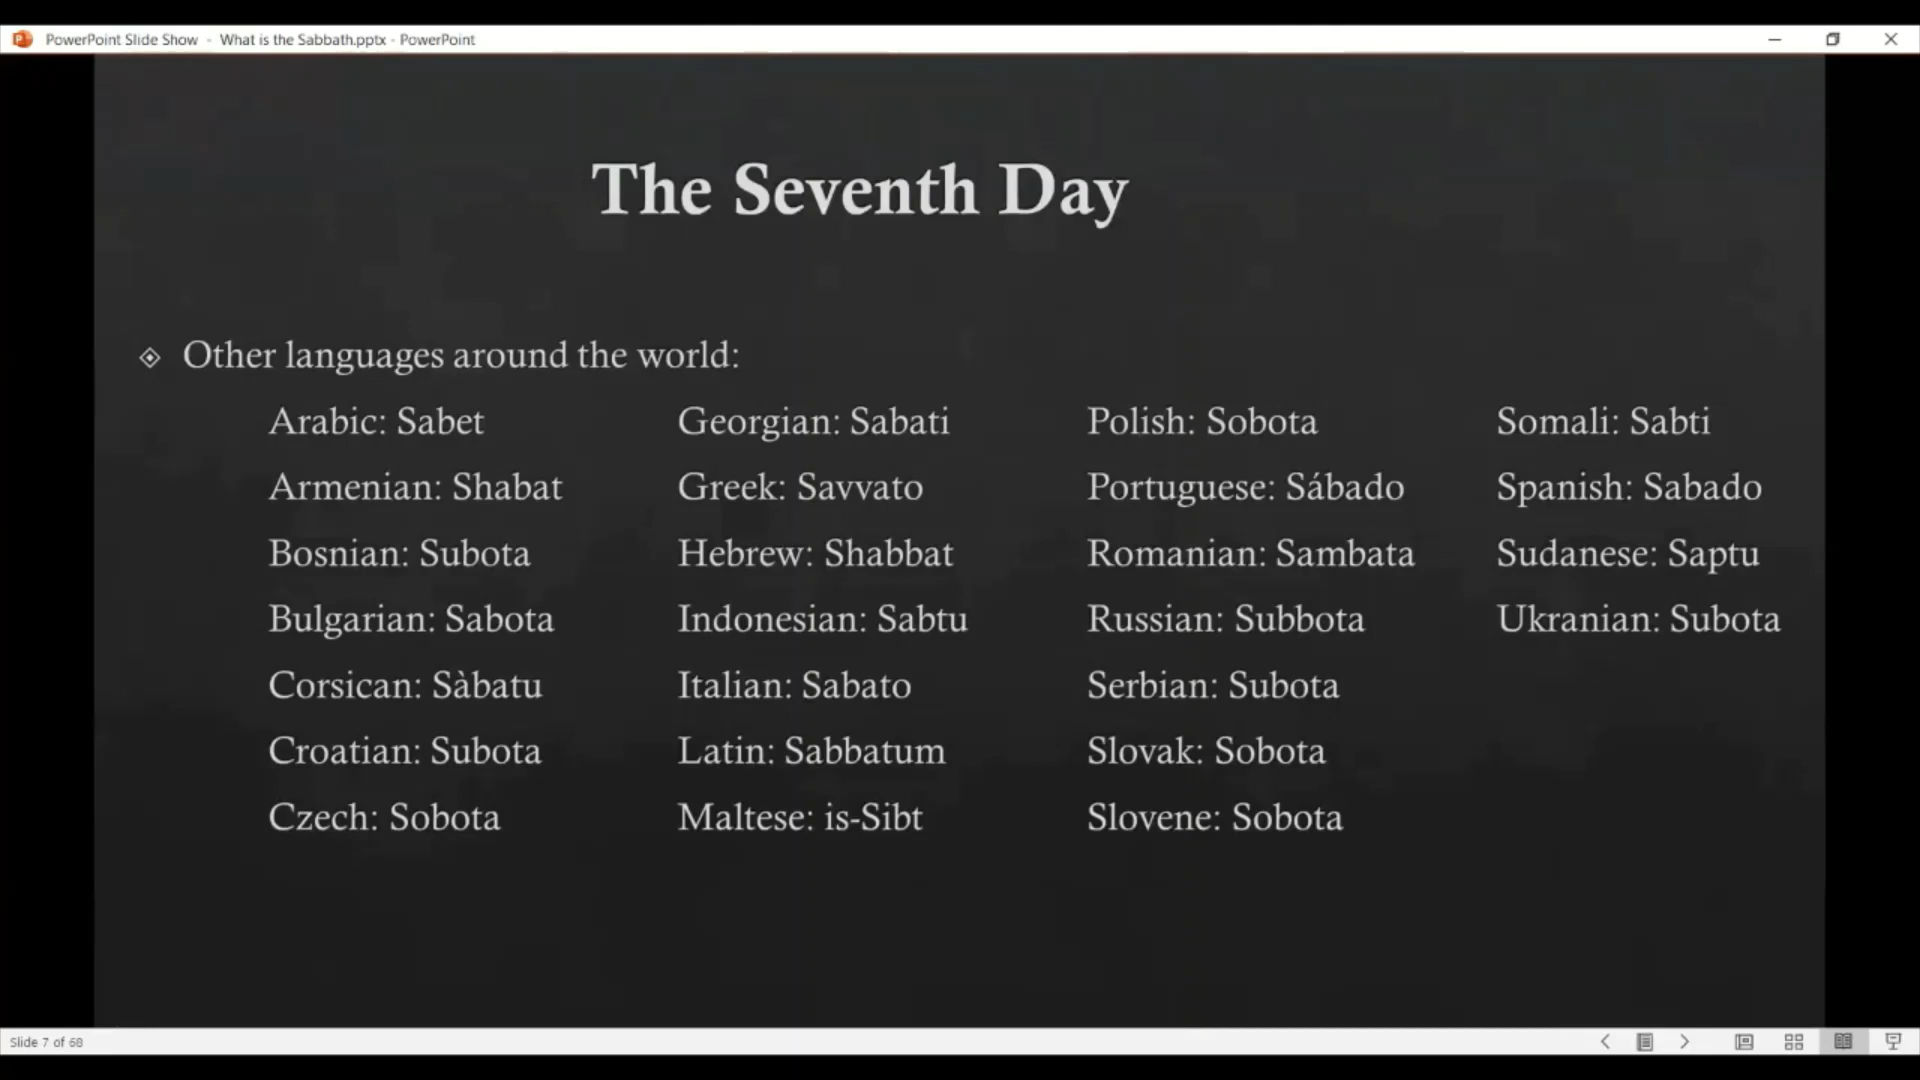 PowerPoint Slide Show - What is the Sabbath.pptx - PowerPoint
The Seventh Day
Other languages around the world:
Arabic: Sabet
Armenian: Shabat
Bosnian: Subota
Bulgarian: Sabota
Corsican: Sàbatu
Croatian: Subota
Czech: Sobota
Georgian: Sabati
Greek: Savvato
Hebrew: Shabbat
Indonesian: Sabtu
Italian: Sabato
Latin: Sabbatum
Maltese: is-Sibt
Polish: Sobota
Portuguese: Sábado
Romanian: Sambata
Russian: Subbota
Serbian: Subota
Slovak: Sobota
Slovene: Sobota
Somali: Sabti
Spanish: Sabado
Sudanese: Saptu
Ukranian: Subota
Slide 7 of 68